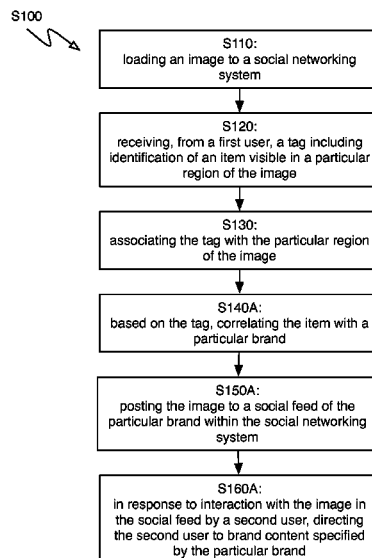 S100
S110:
loading an image to a social networking
system
S120:
receiving, from a first user, a tag including
identification of an item visible in a particular
region of the image
S130:
associating the tag with the particular region
of the image
S140A:
based on the tag, correlating the item with a
particular brand
S150A:
posting the image to a social feed of the
particular brand within the social networking
system
S160A:
in response to interaction with the image in
the social feed by a second user, directing
the second user to brand content specified
by the particular brand